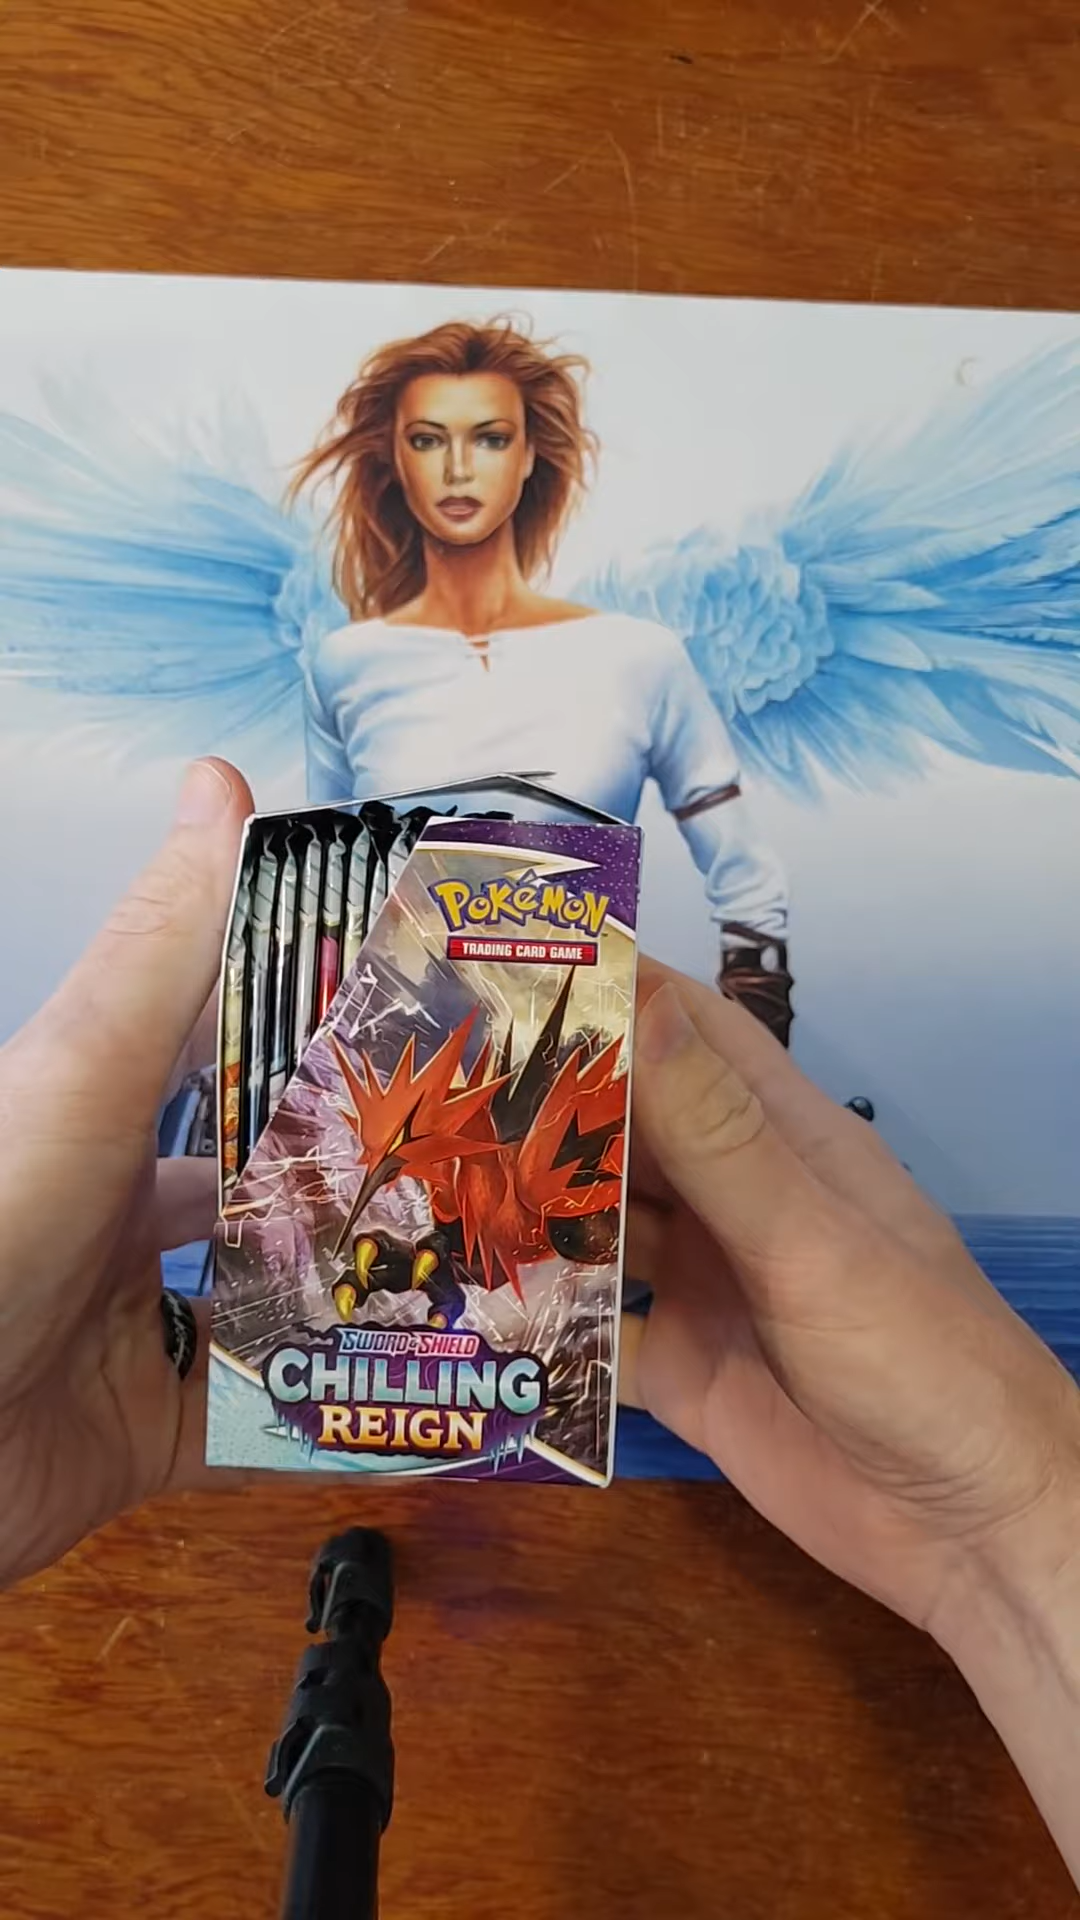 POKéMON
TRADING CARD GAME
SWORD & SHIELD
CHILLING
REIGN